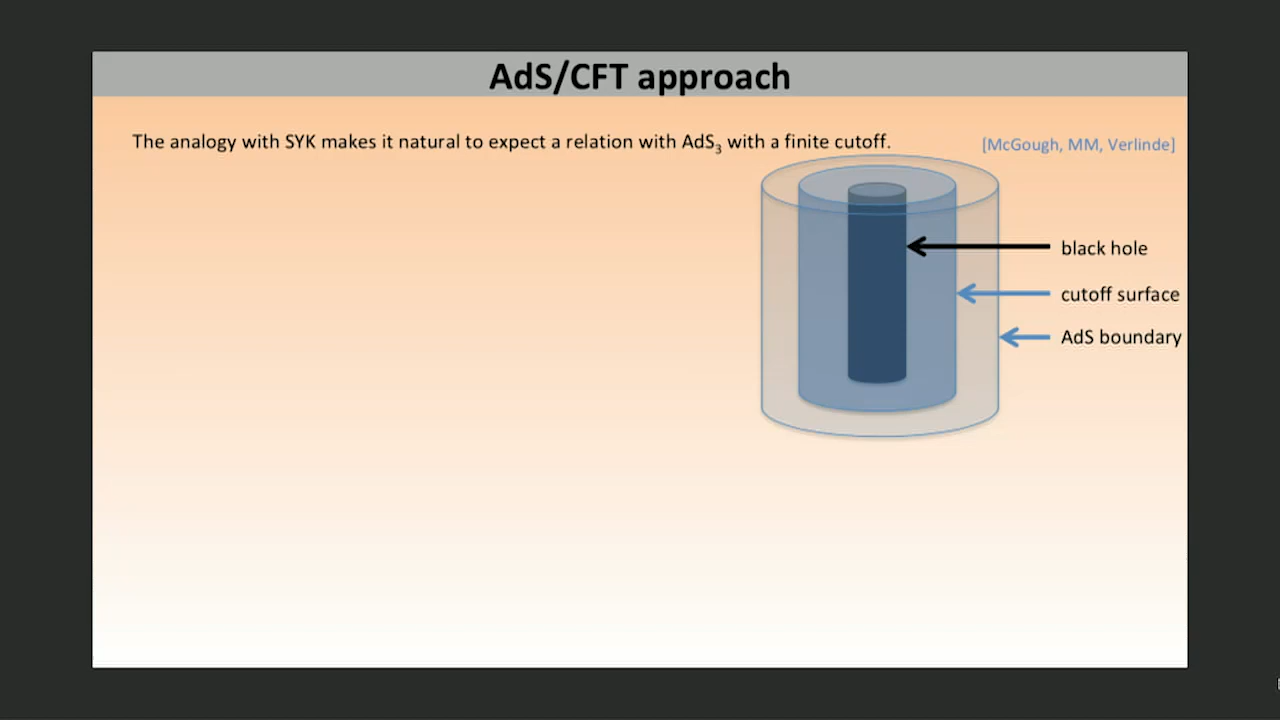 AdS/CFT approach
The analogy with SYK makes it natural to expect a relation with AdS₃ with a finite cutoff.
[McGough, MM, Verlinde]
black hole
cutoff surface
AdS boundary